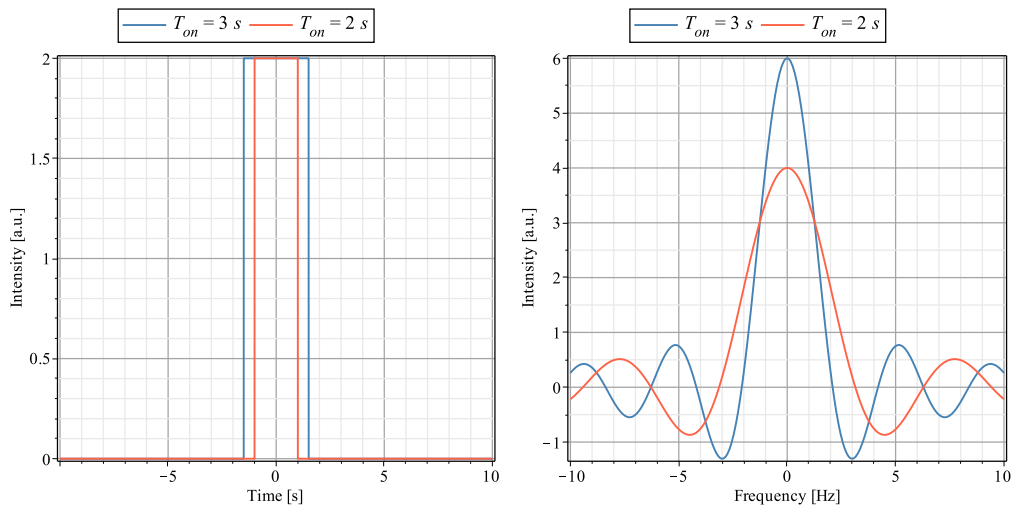 T_on = 3 s T_on = 2 s
2
1.5
1
0.5
0
Intensity [a.u.]
−5 0 5 10
Time [s]
T_on = 3 s T_on = 2 s
6
5
4
3
2
1
0
−1
Intensity [a.u.]
−10 −5 0 5 10
Frequency [Hz]